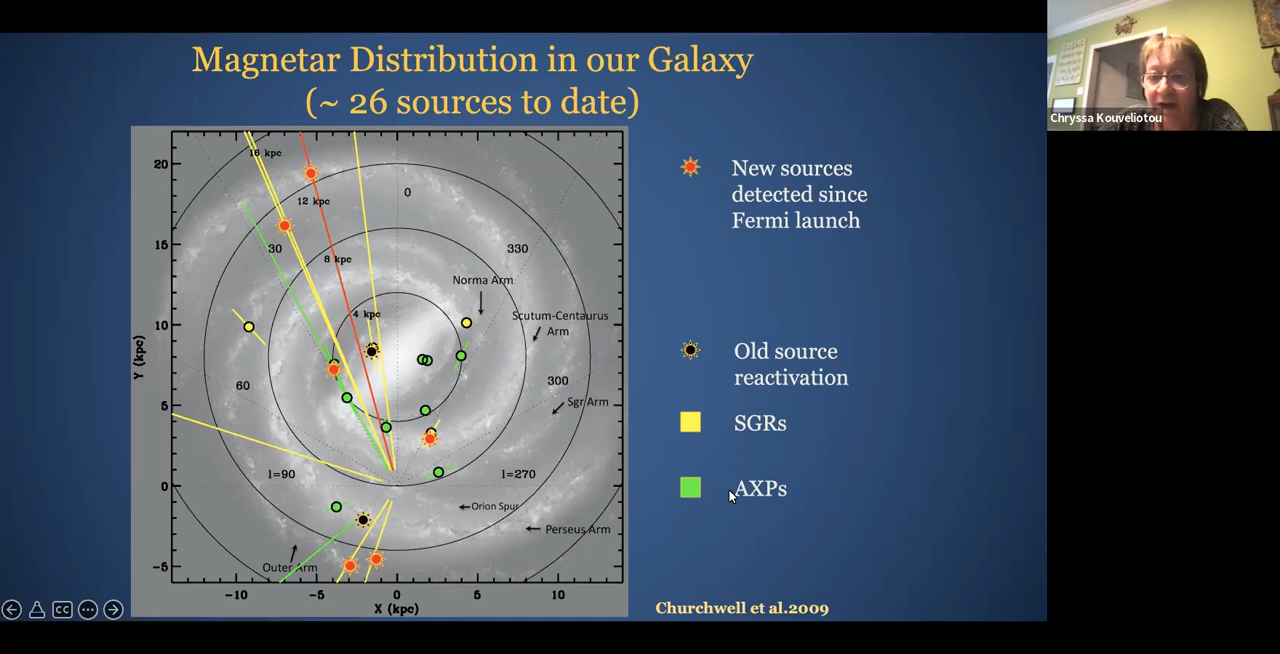 Magnetar Distribution in our Galaxy
(~ 26 sources to date)
Chryssa Kouveliotou
16 kpc
12 kpc
8 kpc
4 kpc
0
30
330
60
300
l=90
l=270
Norma Arm
Scutum-Centaurus
Arm
Sgr Arm
Orion Spur
Perseus Arm
Outer Arm
20
15
10
5
0
-5
Y (kpc)
-10
-5
0
5
10
X (kpc)
New sources
detected since
Fermi launch
Old source
reactivation
SGRs
AXPs
Churchwell et al.2009
CC